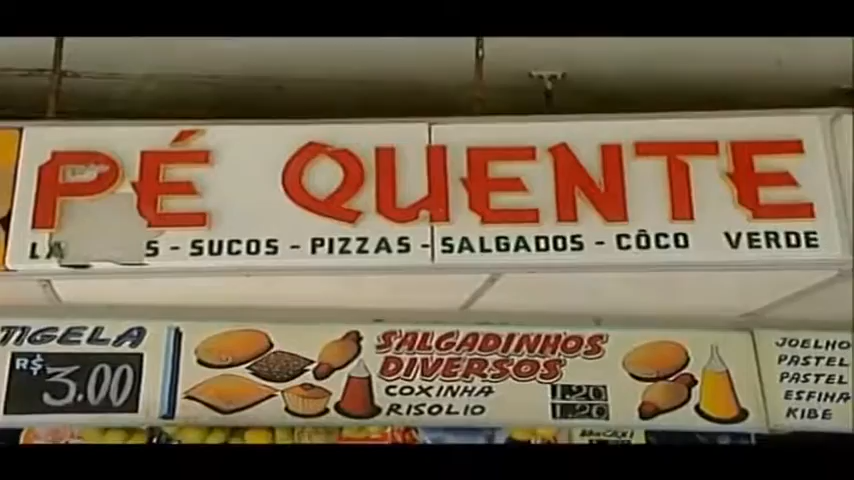 PÉ QUENTE
- SUCOS - PIZZAS - SALGADOS - CÔCO VERDE
TIGELA
R$ 3.00
SALGADINHOS
DIVERSOS
COXINHA 1.20
RISOLIO 1.20
JOELHO
PASTEL
PASTEL
ESFINHA
KIBE